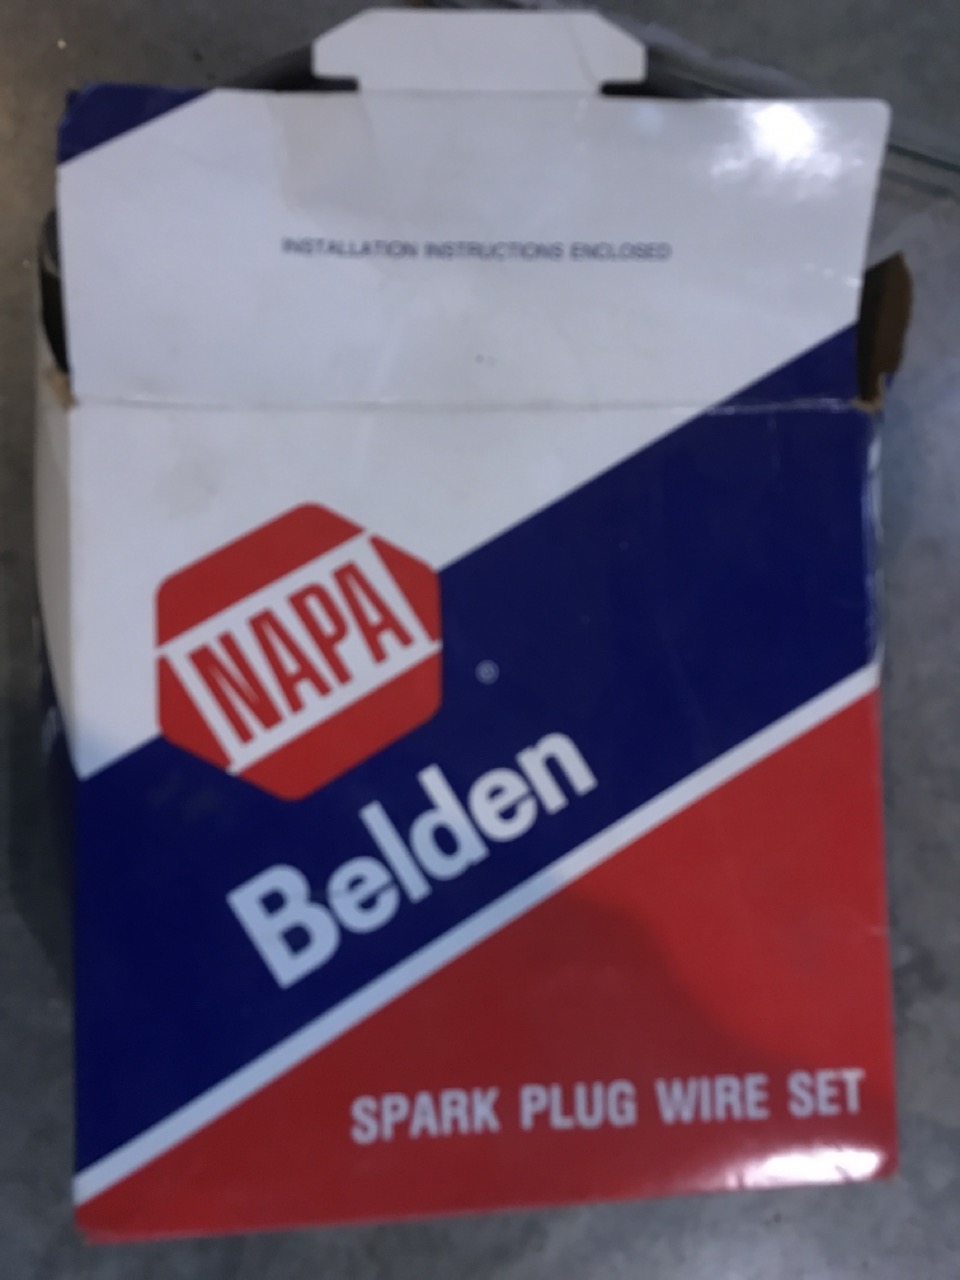 INSTALLATION INSTRUCTIONS ENCLOSED
NAPA
®
Belden
SPARK PLUG WIRE SET